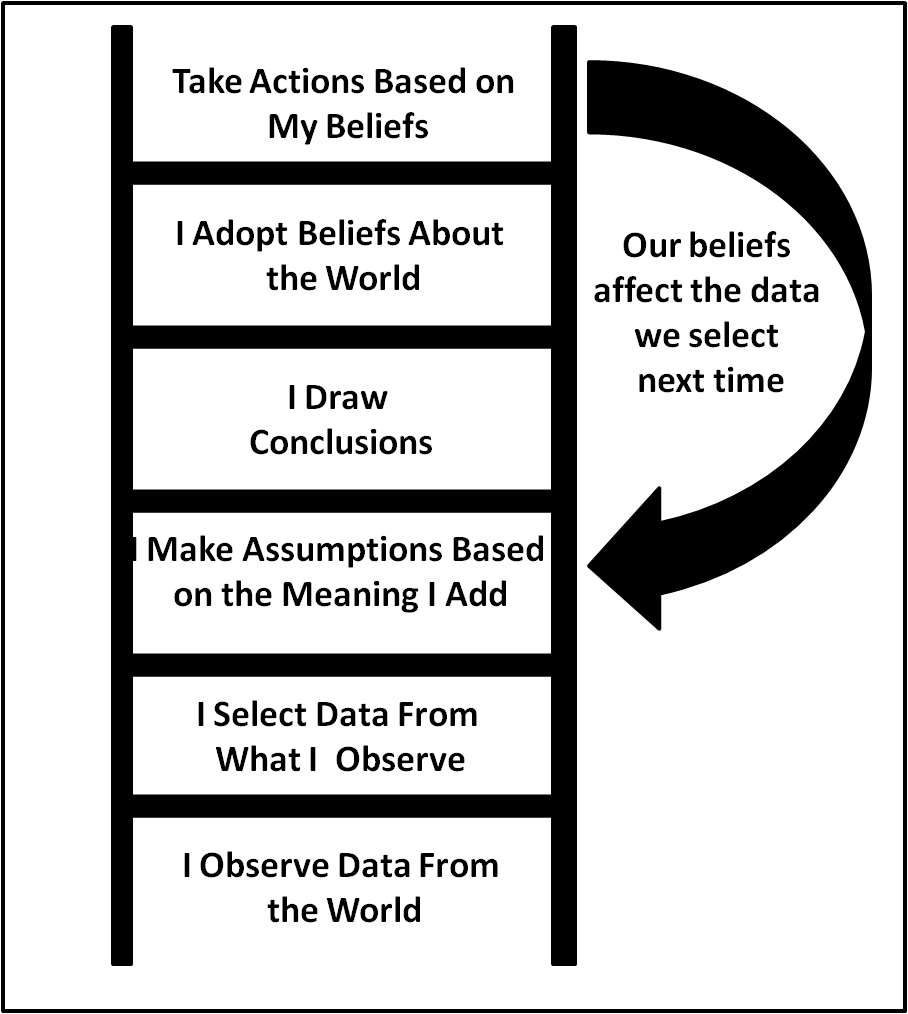 Take Actions Based on
My Beliefs
I Adopt Beliefs About
the World
Our beliefs
affect the data
we select
next time
I Draw
Conclusions
I Make Assumptions Based
on the Meaning I Add
I Select Data From
What I  Observe
I Observe Data From
the World